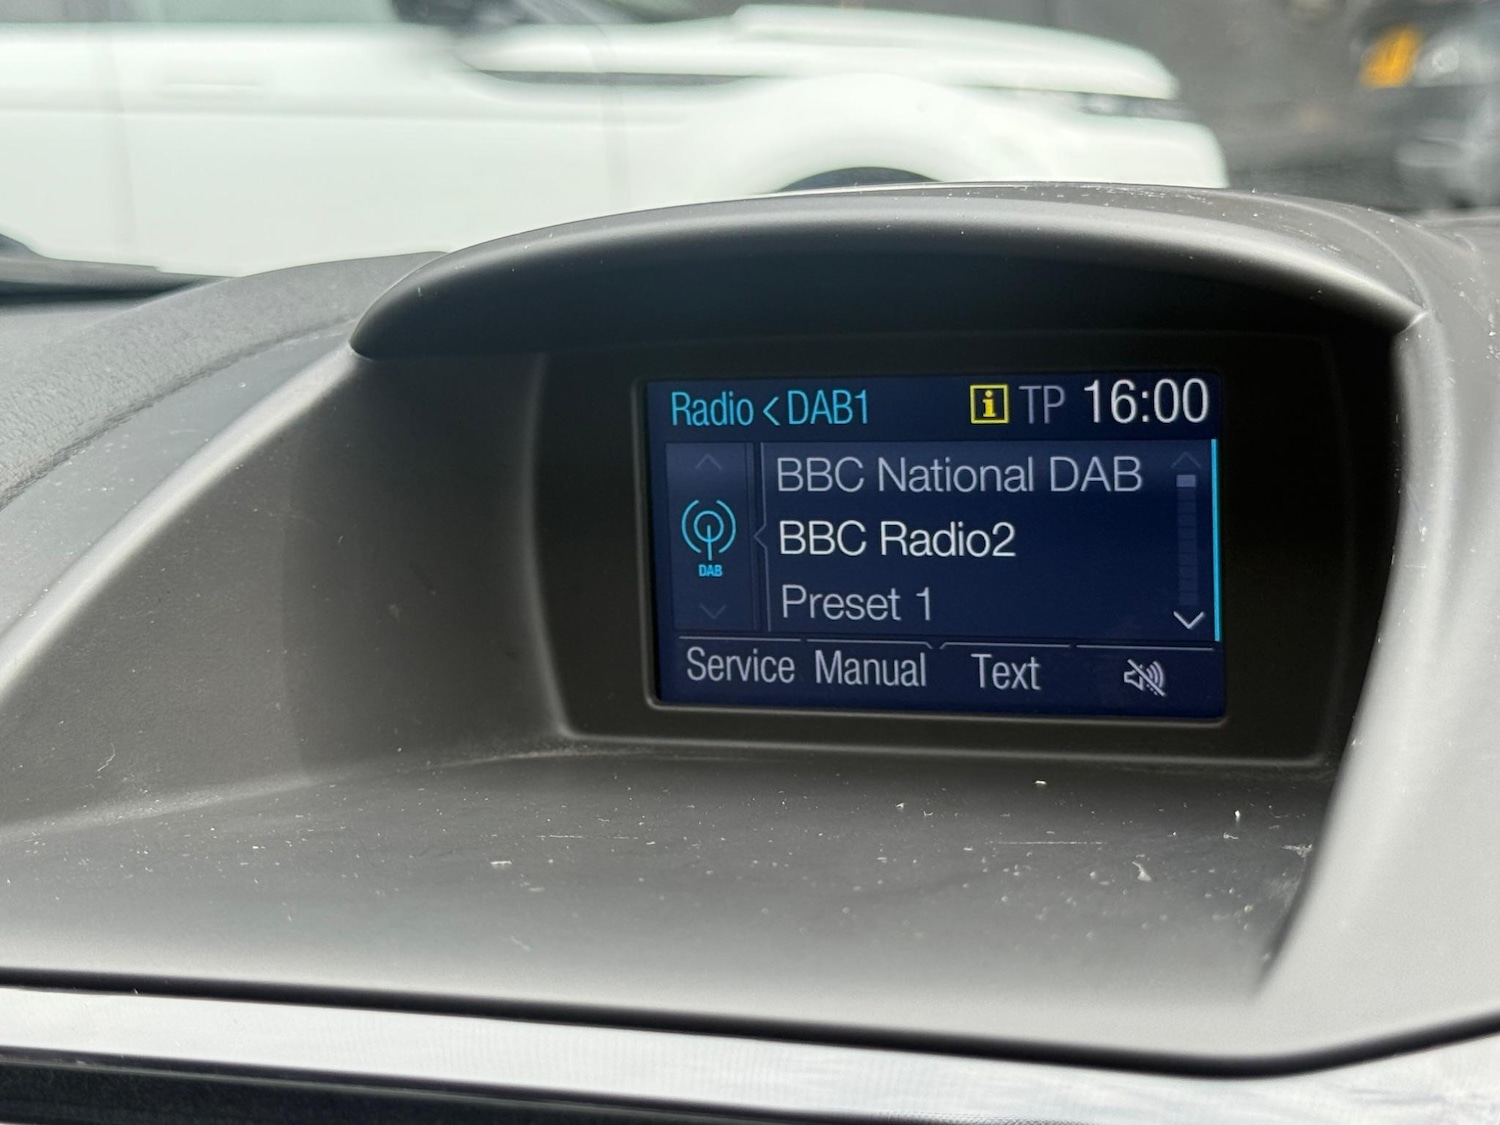 Radio < DAB1 i TP 16:00
BBC National DAB
BBC Radio2
DAB
Preset 1
Service Manual Text